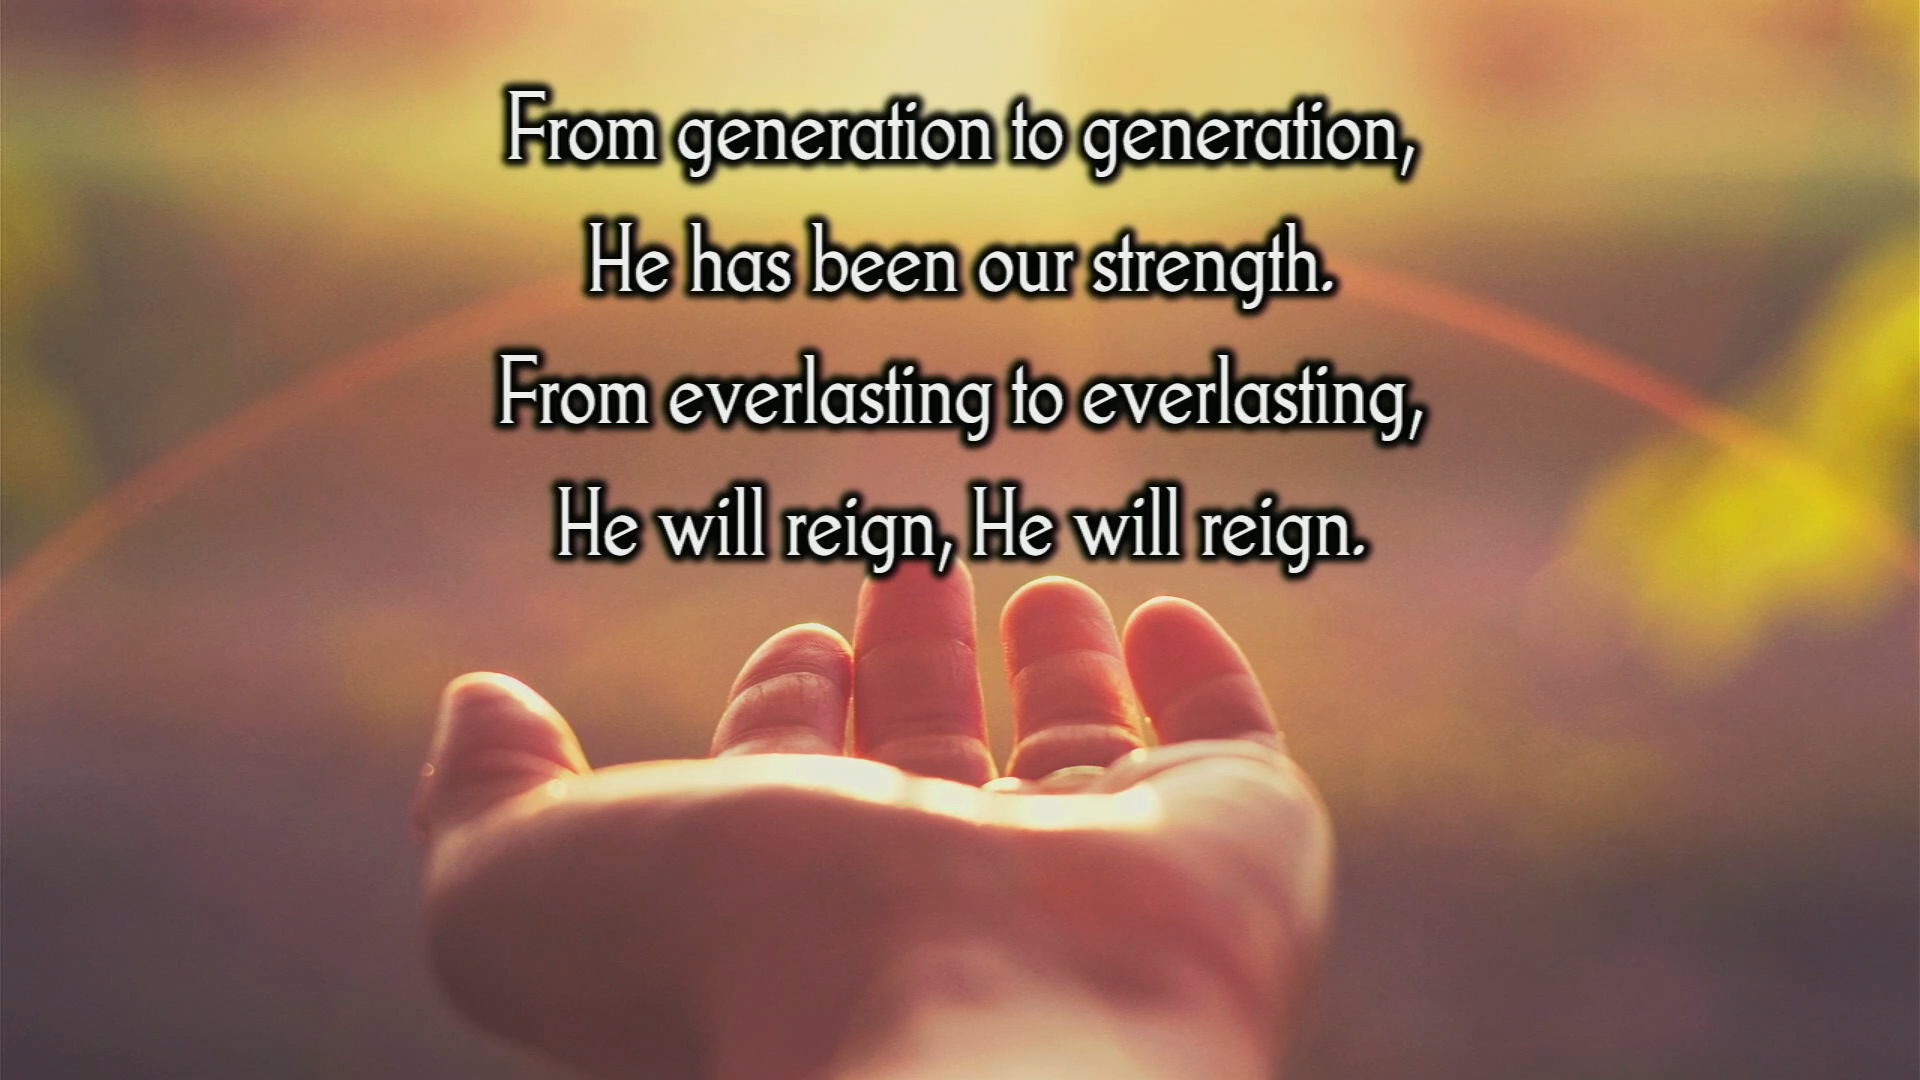 From generation to generation,
He has been our strength.
From everlasting to everlasting,
He will reign, He will reign.